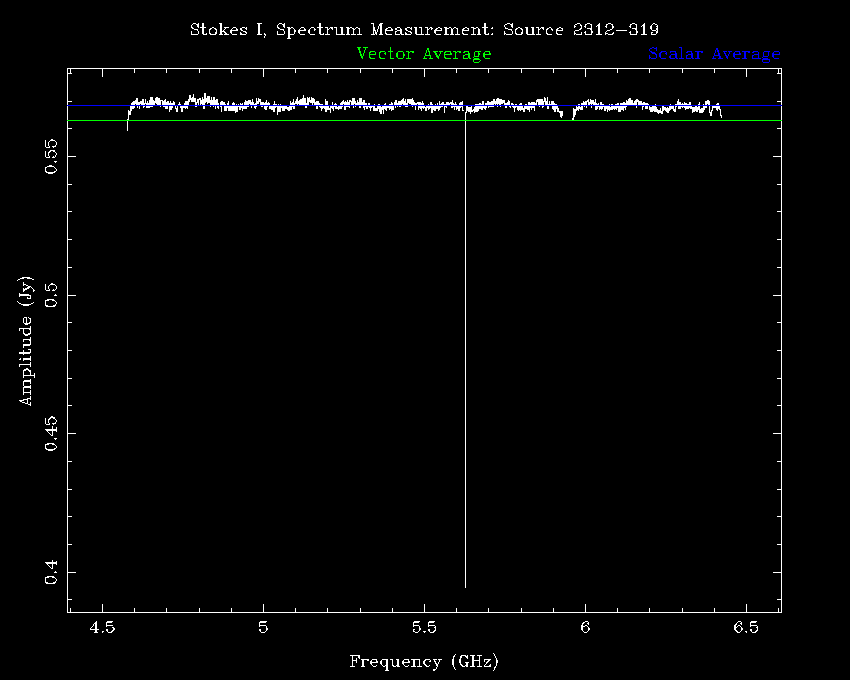 Stokes I, Spectrum Measurement: Source 2312-319
Vector Average Scalar Average
0.55
0.5
0.45
0.4
Amplitude (Jy)
4.5 5 5.5 6 6.5
Frequency (GHz)